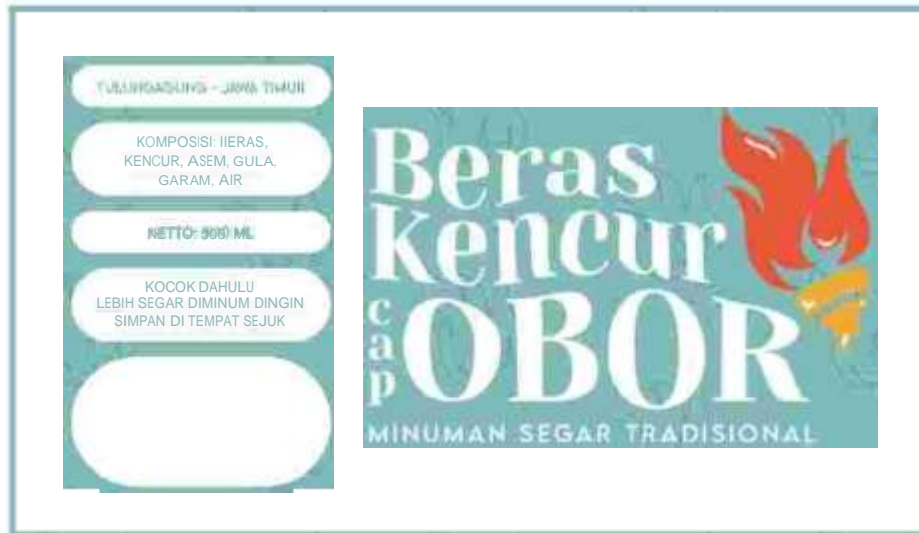 TULUNGAGUNG - JAWA TIMUR
KOMPOSISI: IIERAS,
KENCUR, ASEM, GULA,
GARAM, AIR
NETTO: ML
KOCOK DAHULU
LEBIH SEGAR DIMINUM DINGIN
SIMPAN DI TEMPAT SEJUK
Beras
Kencur
cap
OBOR
MINUMAN SEGAR TRADISIONAL